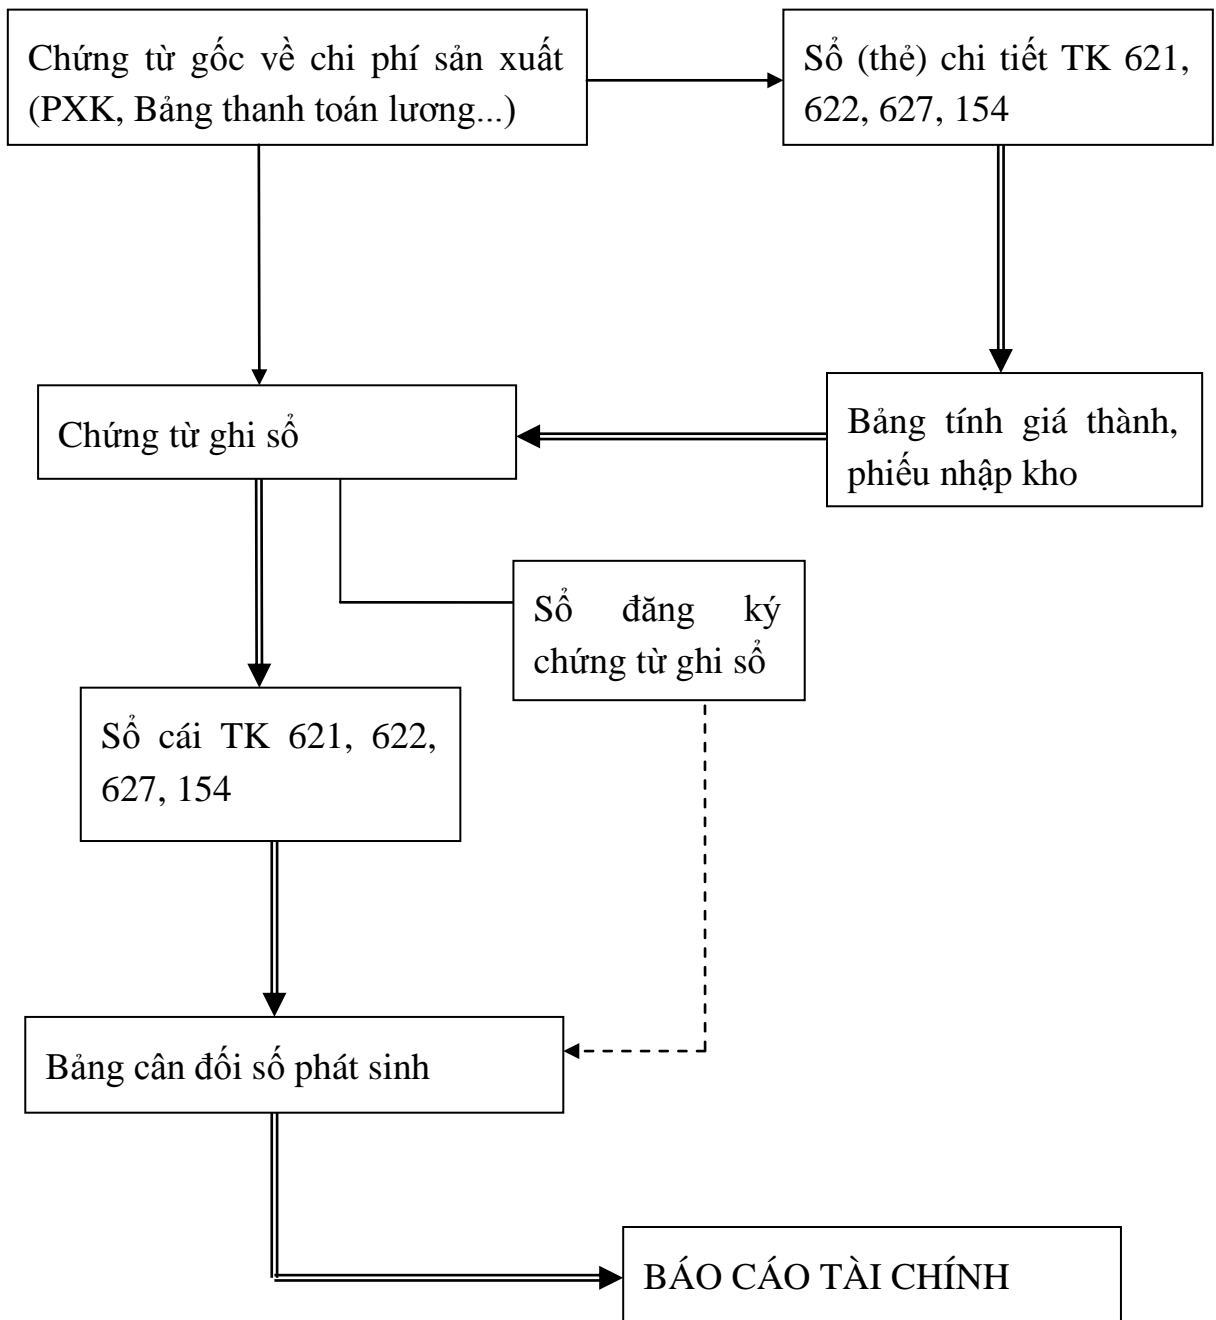 Chứng từ gốc về chi phí sản xuất
(PXK, Bảng thanh toán lương...)
Sổ (thẻ) chi tiết TK 621,
622, 627, 154
Chứng từ ghi sổ
Bảng tính giá thành,
phiếu nhập kho
Sổ đăng ký
chứng từ ghi sổ
Sổ cái TK 621, 622,
627, 154
Bảng cân đối số phát sinh
BÁO CÁO TÀI CHÍNH